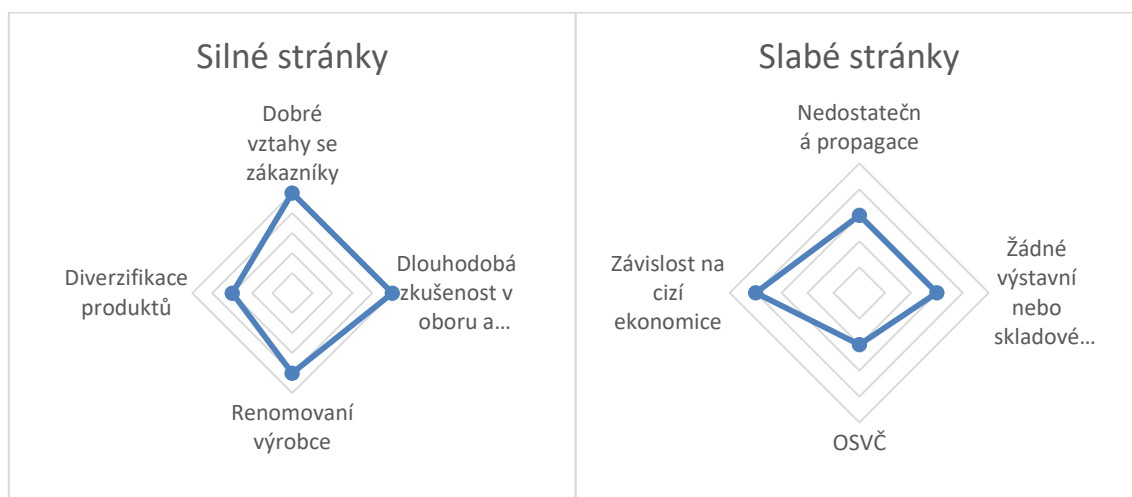 Silné stránky
Dobré
vztahy se
zákazníky
Diverzifikace
produktů
Dlouhodobá
zkušenost v
oboru a…
Renomovaní
výrobce
Slabé stránky
Nedostatečn
á propagace
Závislost na
cizí
ekonomice
Žádné
výstavní
nebo
skladové…
OSVČ